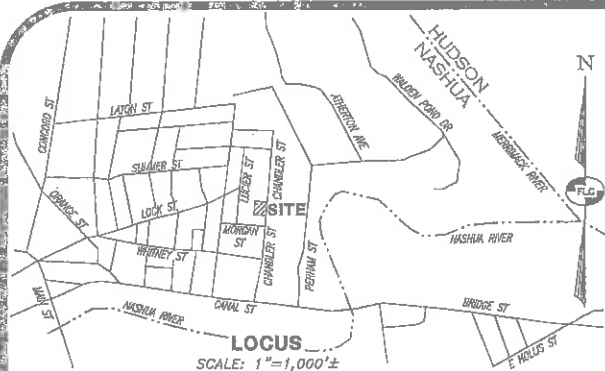 HUDSON
NASHUA
MERRIMACK RIVER
N
FLG
CONCORD ST
EATON ST
ATHERTON AVE
WALDEN POND DR
SUMMER ST
LUCIER ST
CHANDLER ST
ORANGE ST
LOCK ST
SITE
MORGAN
ST
NASHUA RIVER
WHITNEY ST
CHANDLER ST
PERHAM ST
MAIN ST
NASHUA RIVER
CANAL ST
BRIDGE ST
E HOLLIS ST
LOCUS
SCALE: 1"=1,000'±